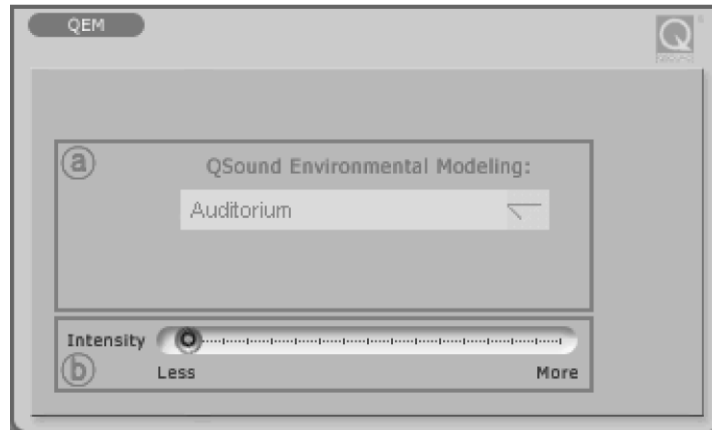 QEM
Q
a
QSound Environmental Modeling:
Auditorium
Intensity
b
Less More